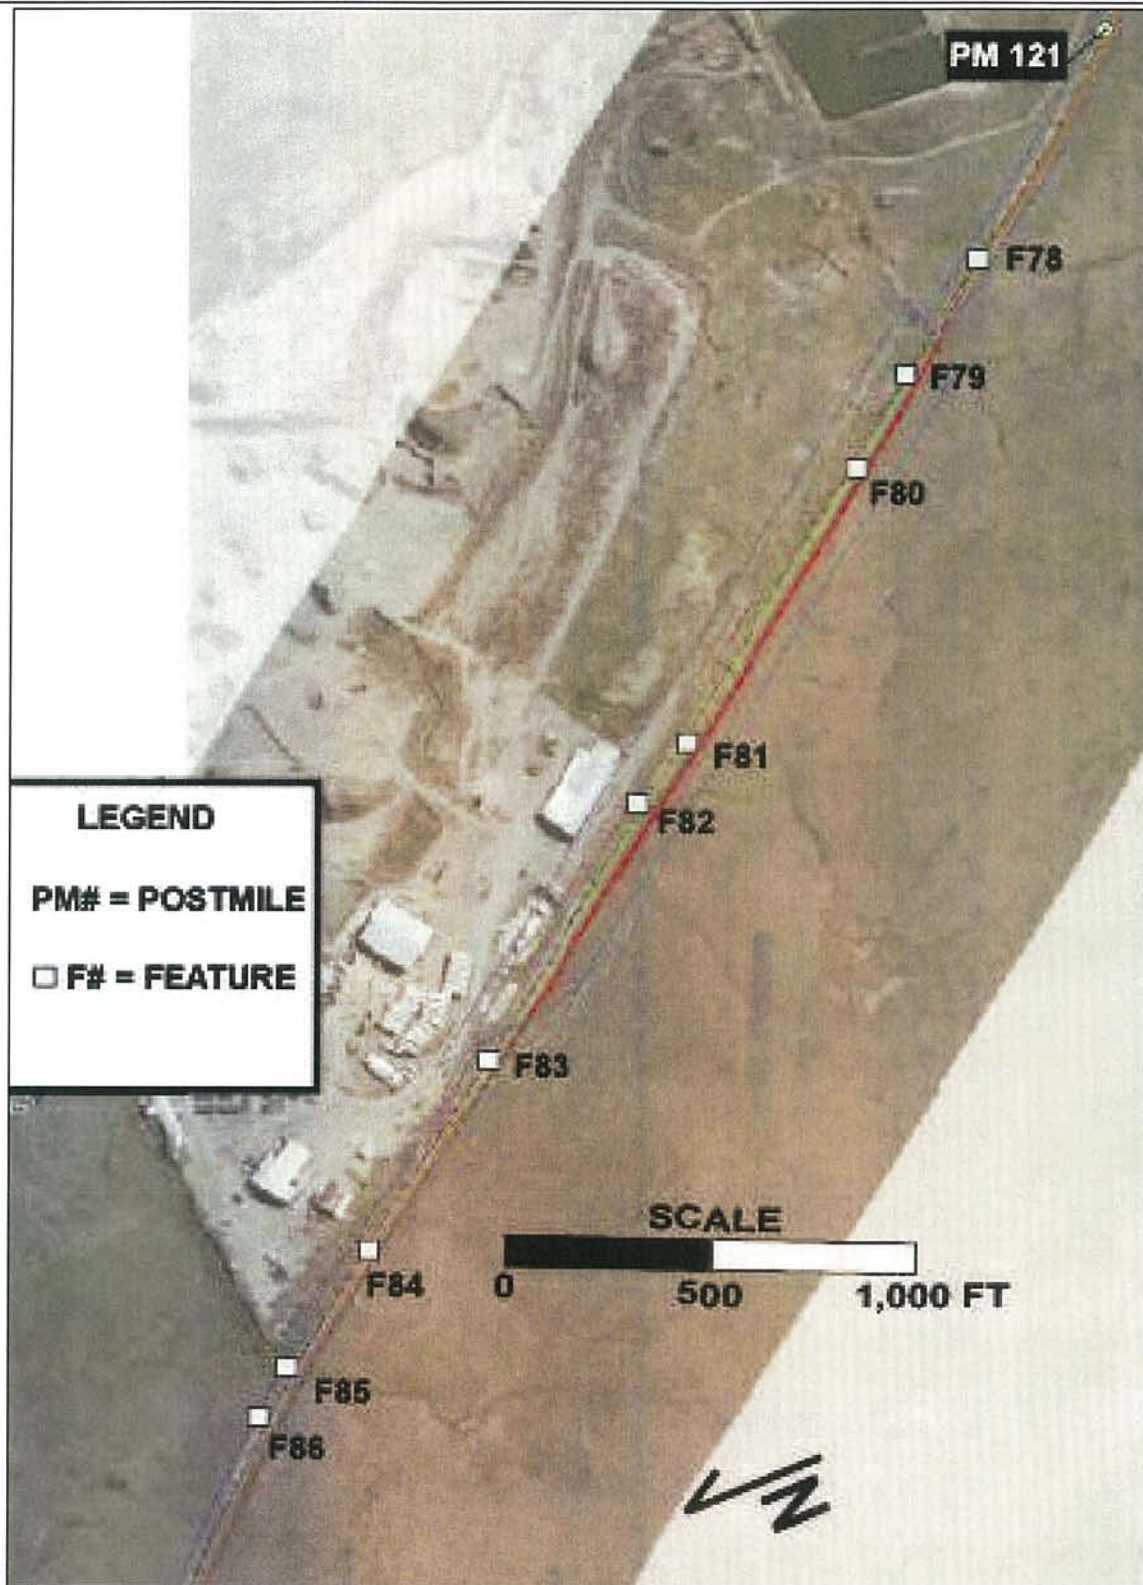 PM 121
F78
F79
F80
F81
F82
LEGEND
PM# = POSTMILE
F# = FEATURE
F83
SCALE
0 500 1,000 FT
F84
F85
F86
N